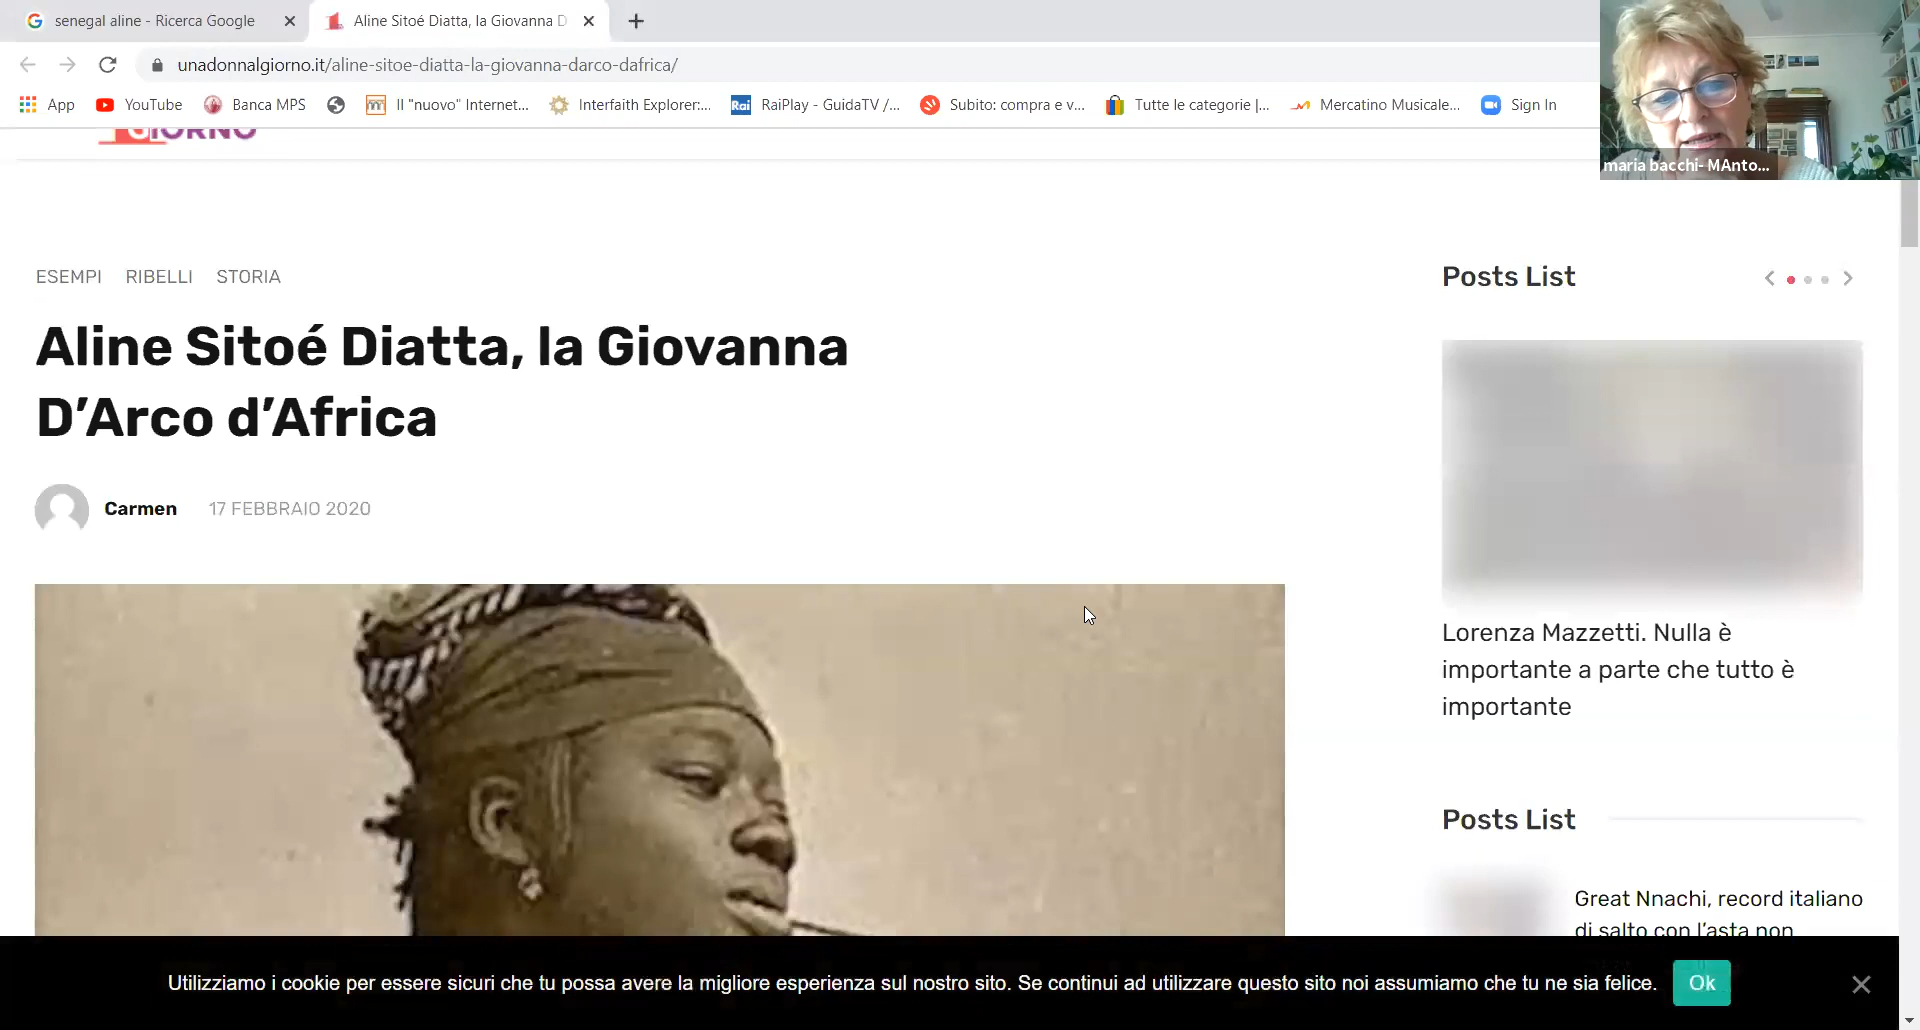 senegal aline - Ricerca Google
Aline Sitoé Diatta, la Giovanna D
unadonnalgiorno.it/aline-sitoe-diatta-la-giovanna-darco-dafrica/
App YouTube Banca MPS Il "nuovo" Internet... Interfaith Explorer:... Rai RaiPlay - GuidaTV /... Subito: compra e v... Tutte le categorie |... Mercatino Musicale... Sign In
maria bacchi- MAnto...
GIORNO
ESEMPI RIBELLI STORIA
Aline Sitoé Diatta, la Giovanna
D’Arco d’Africa
Carmen 17 FEBBRAIO 2020
Posts List
Lorenza Mazzetti. Nulla è
importante a parte che tutto è
importante
Posts List
Great Nnachi, record italiano
di salto con l’asta non
Utilizziamo i cookie per essere sicuri che tu possa avere la migliore esperienza sul nostro sito. Se continui ad utilizzare questo sito noi assumiamo che tu ne sia felice. Ok